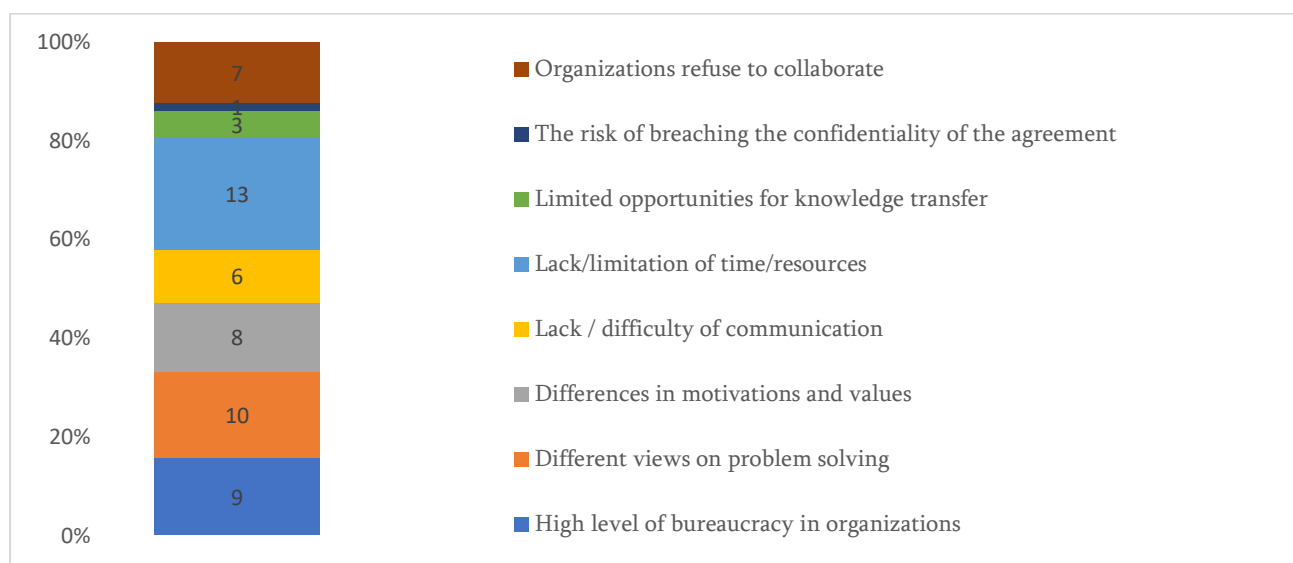 100%
80%
60%
40%
20%
0%
7
1
3
13
6
8
10
9
Organizations refuse to collaborate
The risk of breaching the confidentiality of the agreement
Limited opportunities for knowledge transfer
Lack/limitation of time/resources
Lack / difficulty of communication
Differences in motivations and values
Different views on problem solving
High level of bureaucracy in organizations